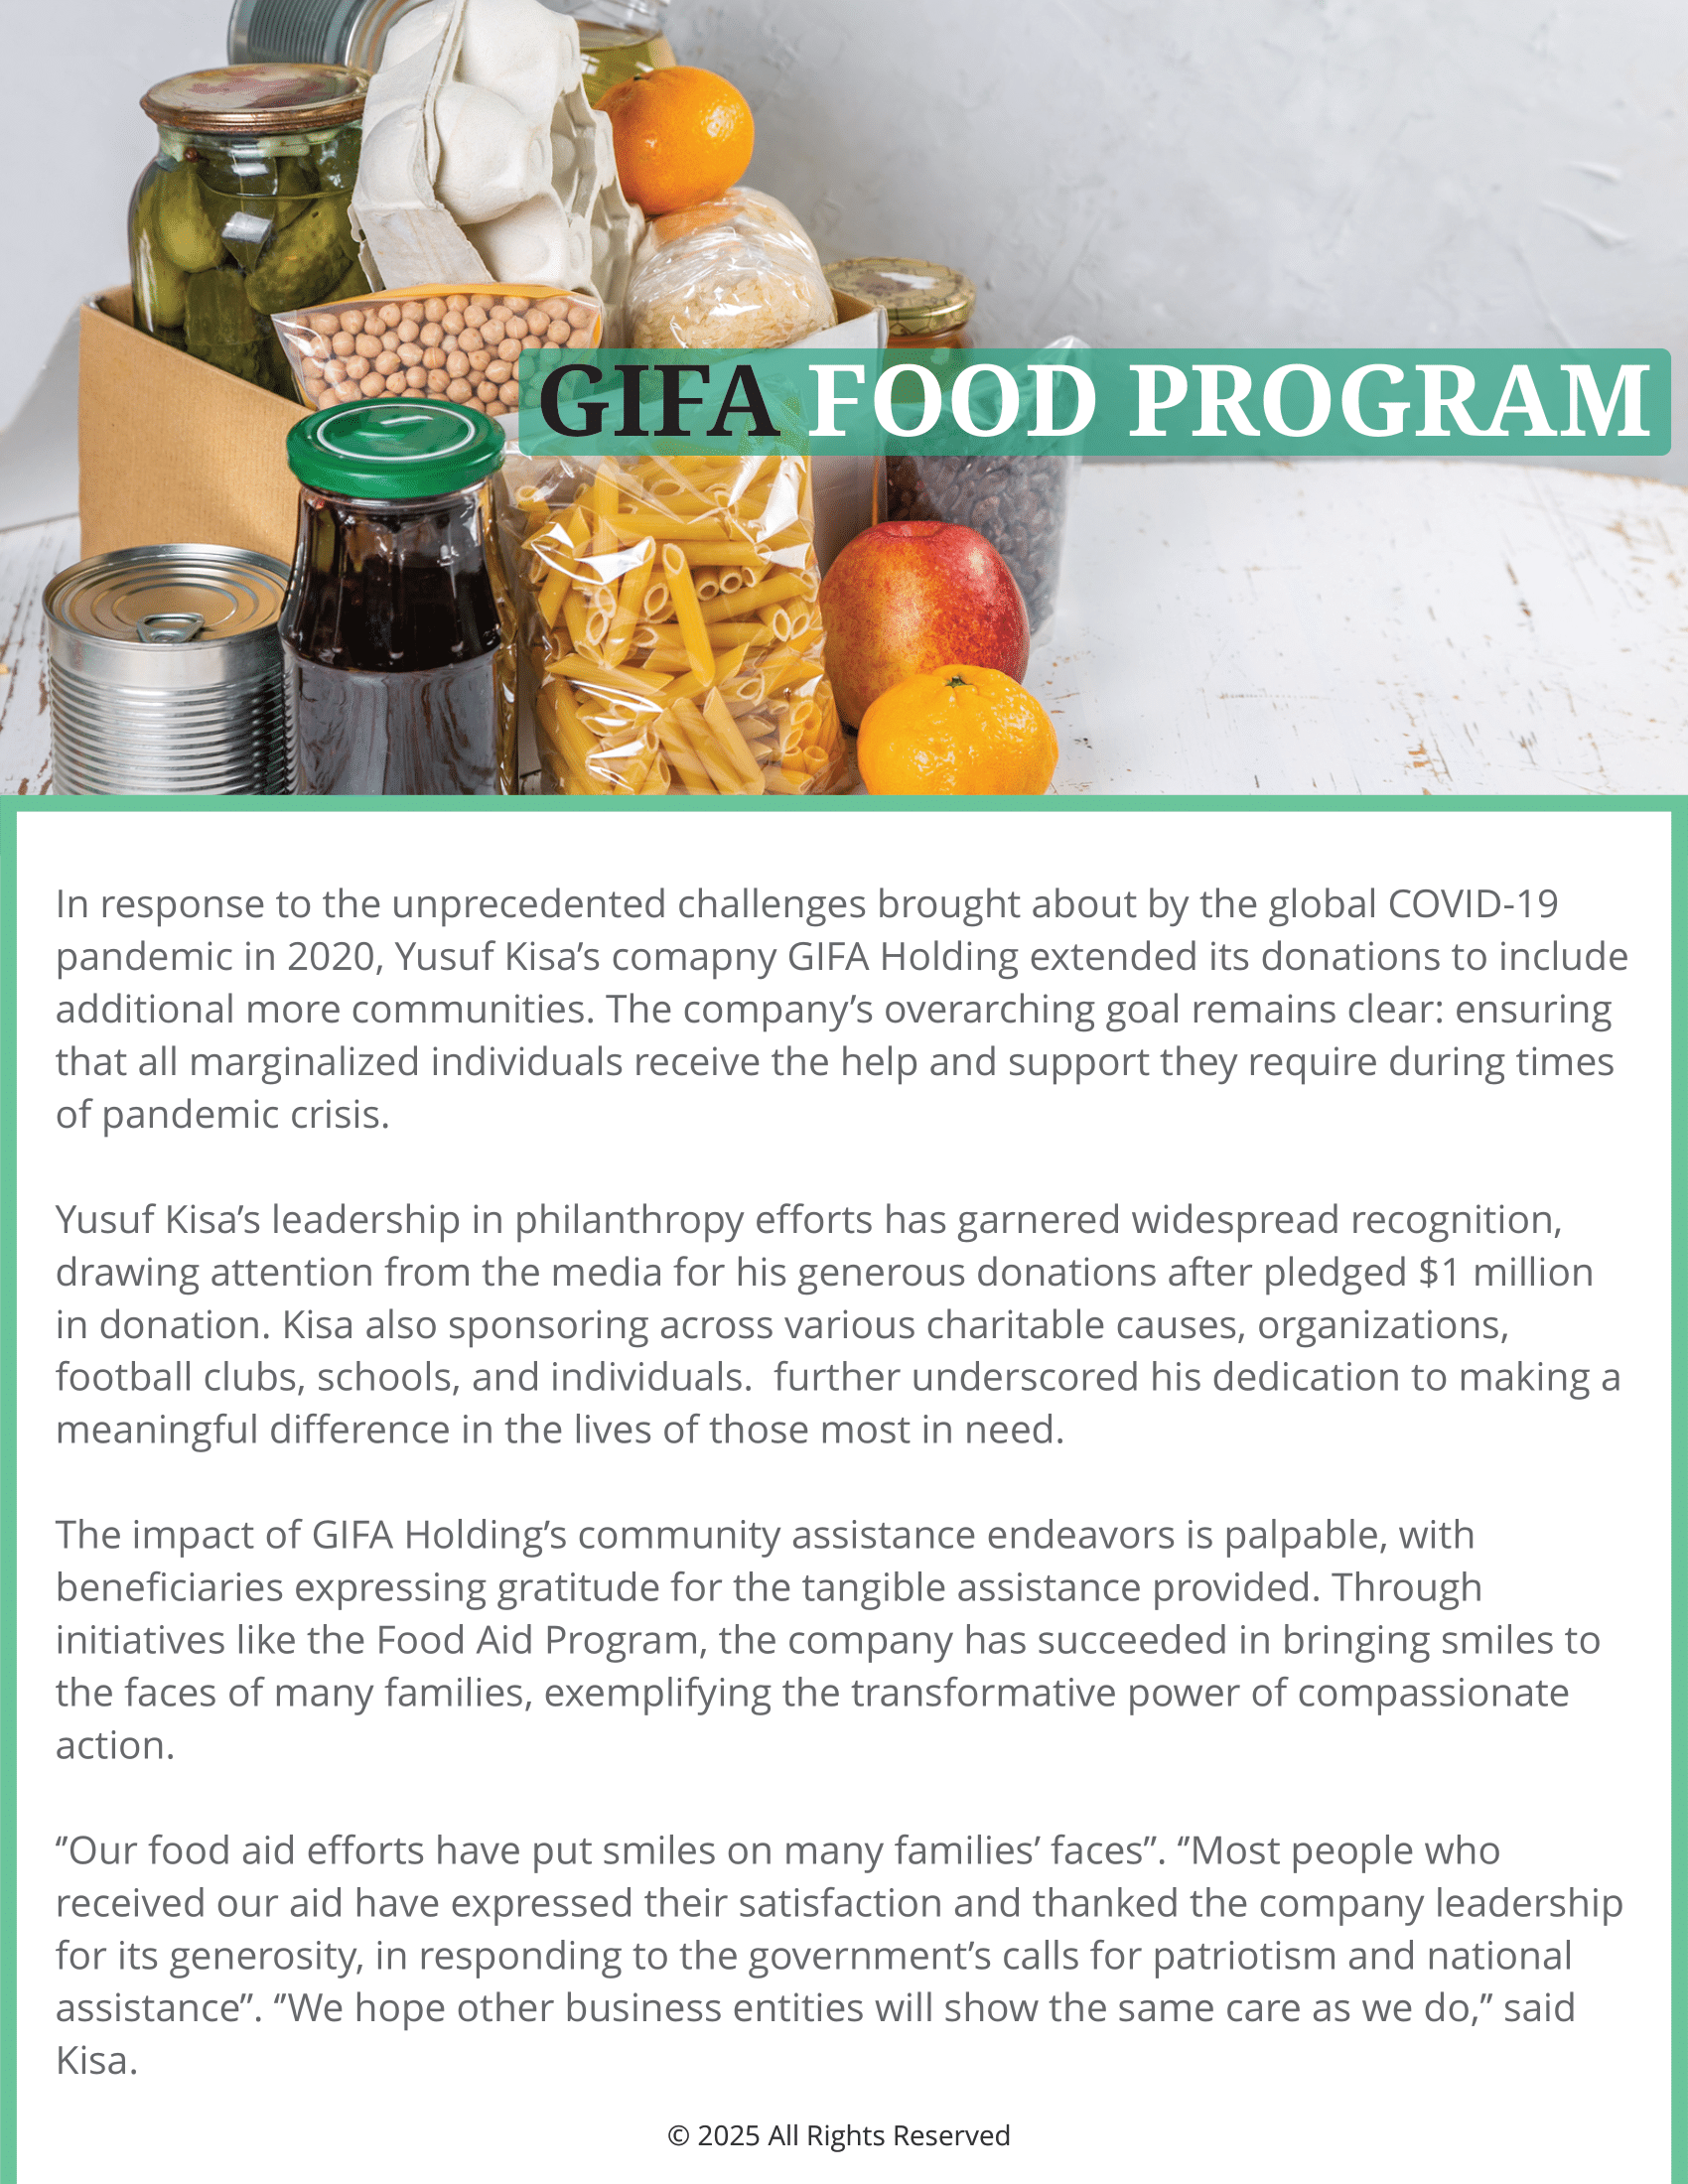 GIFA FOOD PROGRAM
In response to the unprecedented challenges brought about by the global COVID-19
pandemic in 2020, Yusuf Kisa’s comapny GIFA Holding extended its donations to include
additional more communities. The company’s overarching goal remains clear: ensuring
that all marginalized individuals receive the help and support they require during times
of pandemic crisis.
Yusuf Kisa’s leadership in philanthropy efforts has garnered widespread recognition,
drawing attention from the media for his generous donations after pledged $1 million
in donation. Kisa also sponsoring across various charitable causes, organizations,
football clubs, schools, and individuals.  further underscored his dedication to making a
meaningful difference in the lives of those most in need.
The impact of GIFA Holding’s community assistance endeavors is palpable, with
beneficiaries expressing gratitude for the tangible assistance provided. Through
initiatives like the Food Aid Program, the company has succeeded in bringing smiles to
the faces of many families, exemplifying the transformative power of compassionate
action.
‘’Our food aid efforts have put smiles on many families’ faces’’. ‘’Most people who
received our aid have expressed their satisfaction and thanked the company leadership
for its generosity, in responding to the government’s calls for patriotism and national
assistance’’. ‘’We hope other business entities will show the same care as we do,’’ said
Kisa.
© 2025 All Rights Reserved